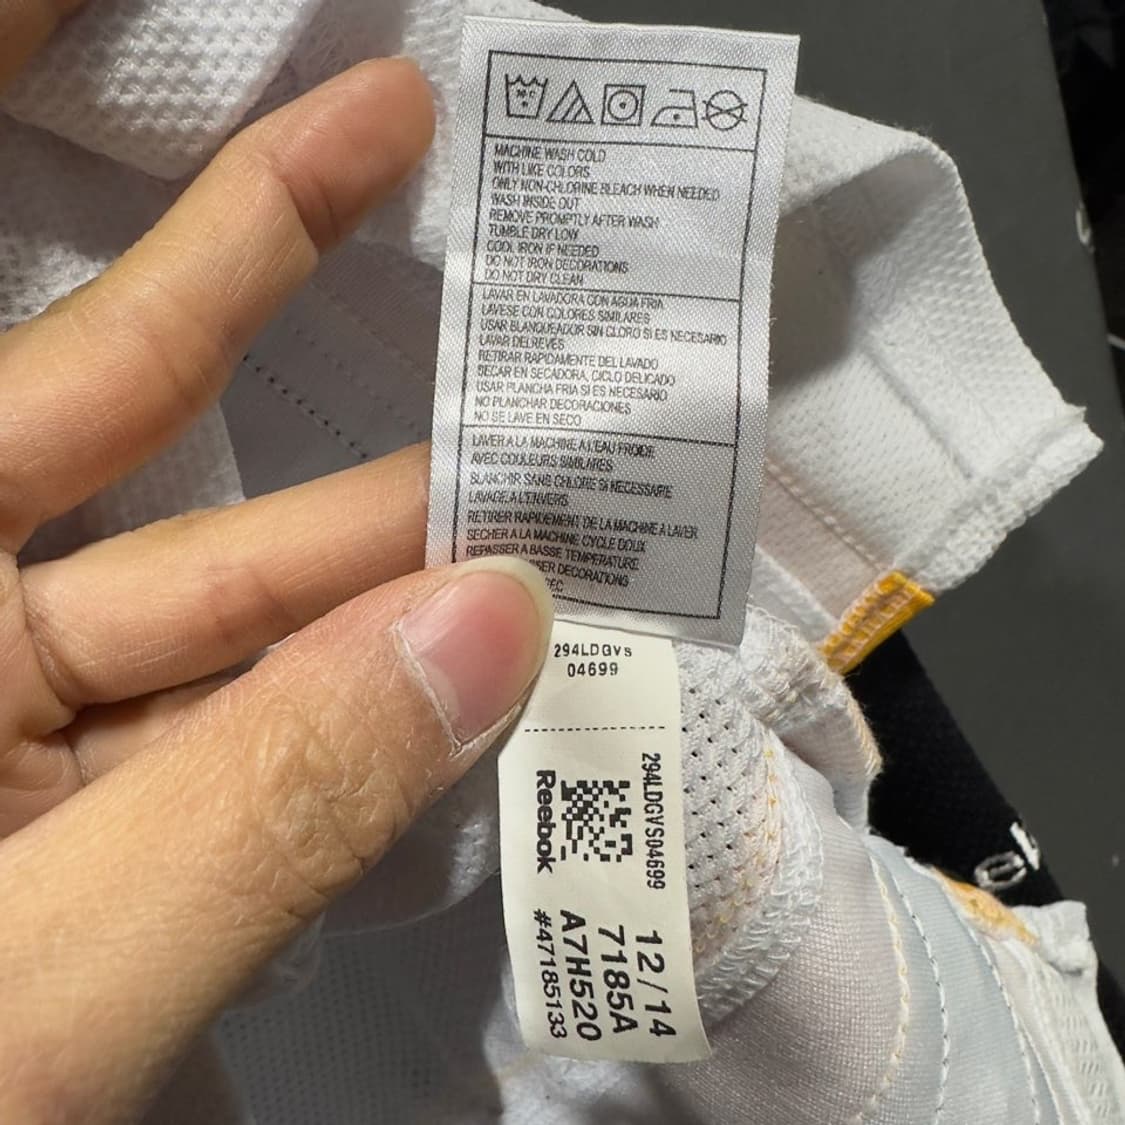 MACHINE WASH COLD
WITH LIKE COLORS
ONLY NON-CHLORINE BLEACH WHEN NEEDED
WASH INSIDE OUT
REMOVE PROMPTLY AFTER WASH
TUMBLE DRY LOW
COOL IRON IF NEEDED
DO NOT IRON DECORATIONS
DO NOT DRY CLEAN
LAVAR EN LAVADORA CON AGUA FRIA
LAVESE CON COLORES SIMILARES
USAR BLANQUEADOR SIN CLORO SI ES NECESARIO
LAVAR DEL REVES
RETIRAR RAPIDAMENTE DEL LAVADO
SECAR EN SECADORA, CICLO DELICADO
USAR PLANCHA FRIA SI ES NECESARIO
NO PLANCHAR DECORACIONES
NO SE LAVE EN SECO
LAVER A LA MACHINE A L'EAU FROIDE
AVEC COULEURS SIMILARES
BLANCHIR SANS CHLORE SI NECESSAIRE
LAVAGE A L'ENVERS
RETIRER RAPIDEMENT DE LA MACHINE A LAVER
SECHER A LA MACHINE CYCLE DOUX
REPASSER A BASSE TEMPERATURE
DECORATIONS
294LDGVS
04699
294LDGVS04699
Reebok
12/14
7185A
A7H520
#47185133